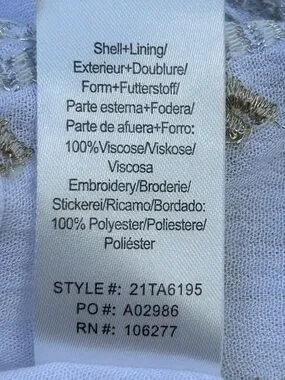 Shell+Lining/
Exterieur+Doublure/
Form+Futterstoff/
Parte estema+Fodera/
Parte de afuera+Forro:
100%Viscose/Viskose/
Viscosa
Embroidery/Broderie/
Stickerei/Ricamo/Bordado:
100% Polyester/Poliestere/
Poliéster
STYLE #: 21TA6195
PO #: A02986
RN #: 106277